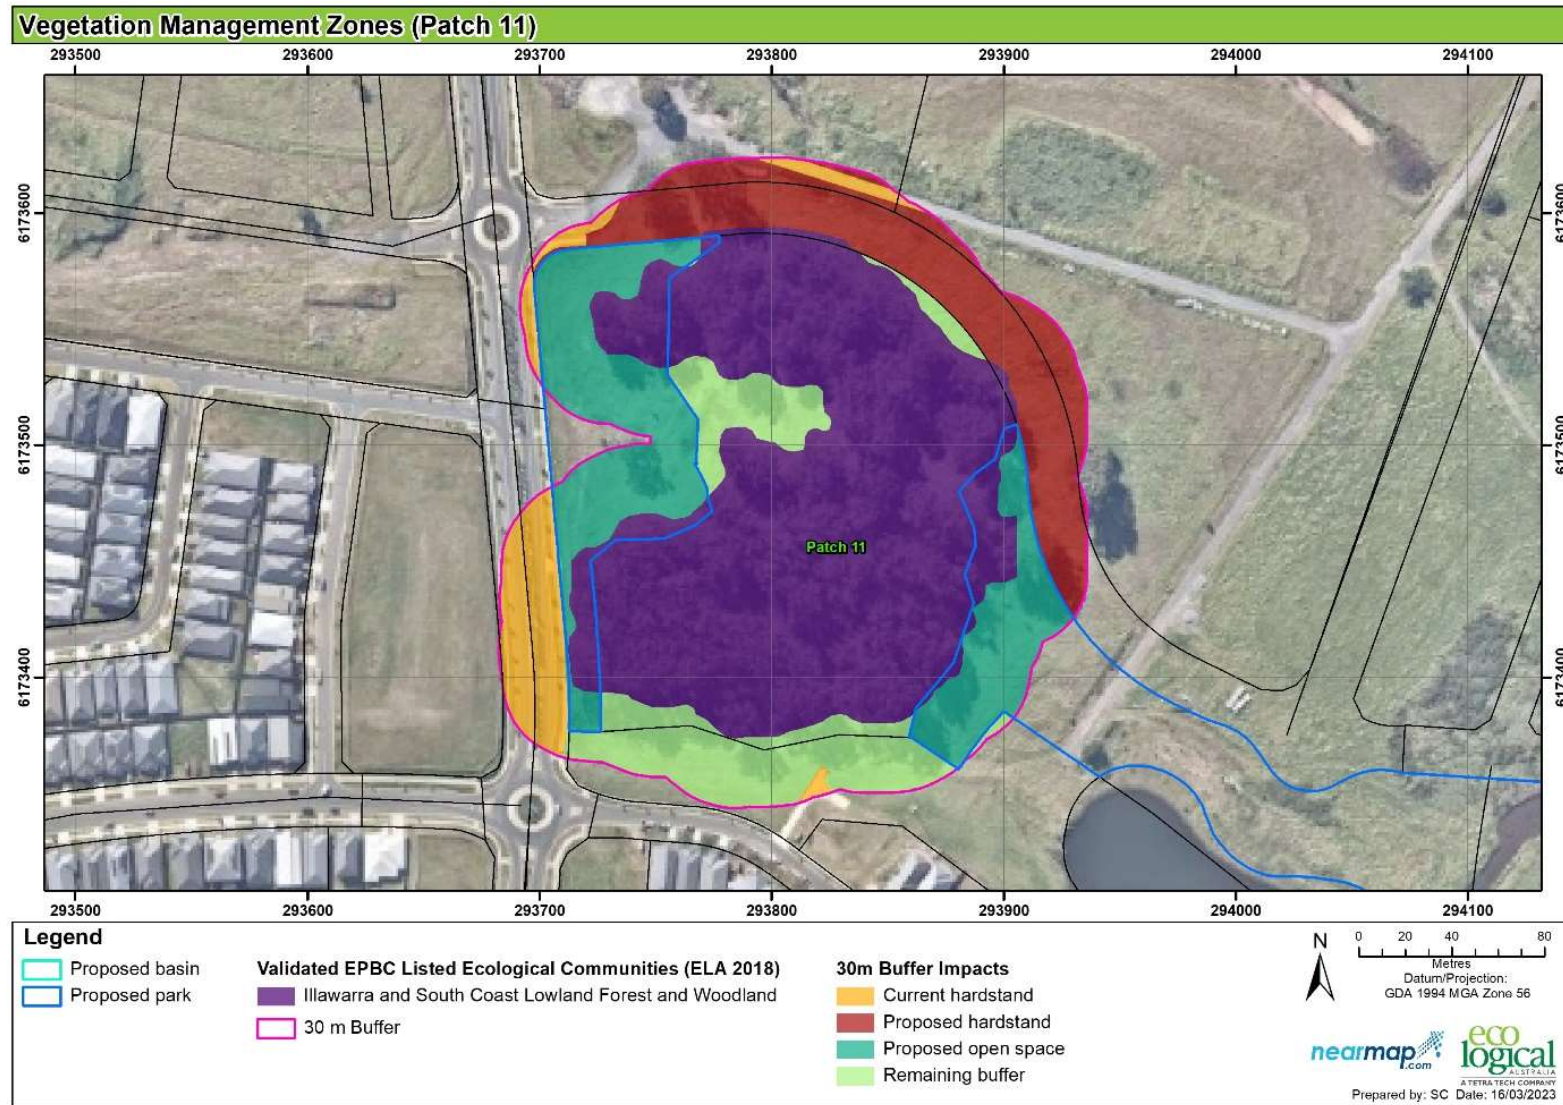 Vegetation Management Zones (Patch 11)
293500 293600 293700 293800 293900 294000 294100
6173600 6173600
6173500 6173500
Patch 11
6173400 6173400
293500 293600 293700 293800 293900 294000 294100
Legend
Proposed basin
Proposed park
Validated EPBC Listed Ecological Communities (ELA 2018)
Illawarra and South Coast Lowland Forest and Woodland
30 m Buffer
30m Buffer Impacts
Current hardstand
Proposed hardstand
Proposed open space
Remaining buffer
N
0 20 40 60 80
Metres
Datum/Projection:
GDA 1994 MGA Zone 56
nearmap
.com
eco
logical
AUSTRALIA
A TETRA TECH COMPANY
Prepared by: SC Date: 16/03/2023